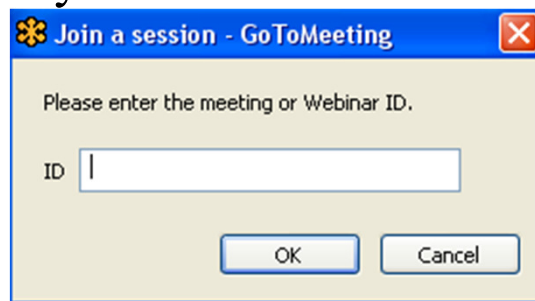 Join a session - GoToMeeting
Please enter the meeting or Webinar ID.
ID
OK Cancel